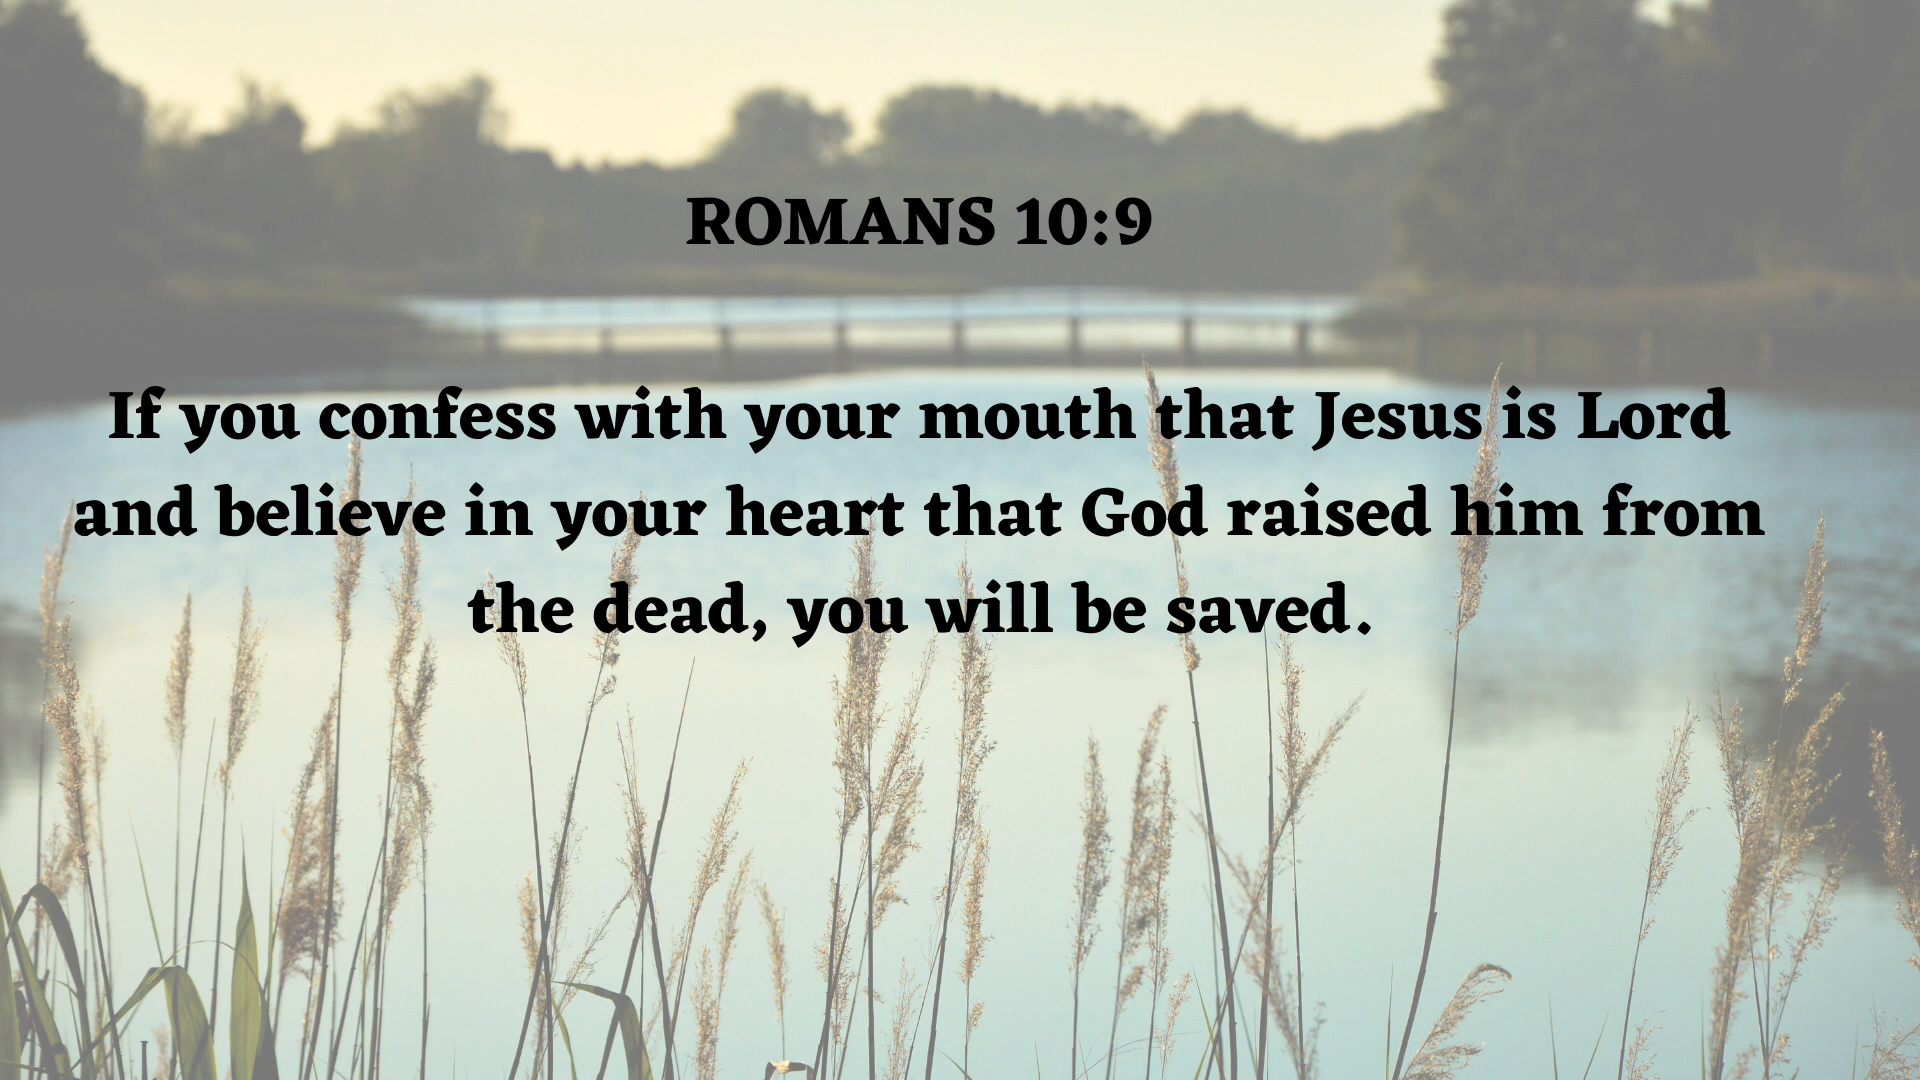 ROMANS 10:9
If you confess with your mouth that Jesus is Lord
and believe in your heart that God raised him from
the dead, you will be saved.